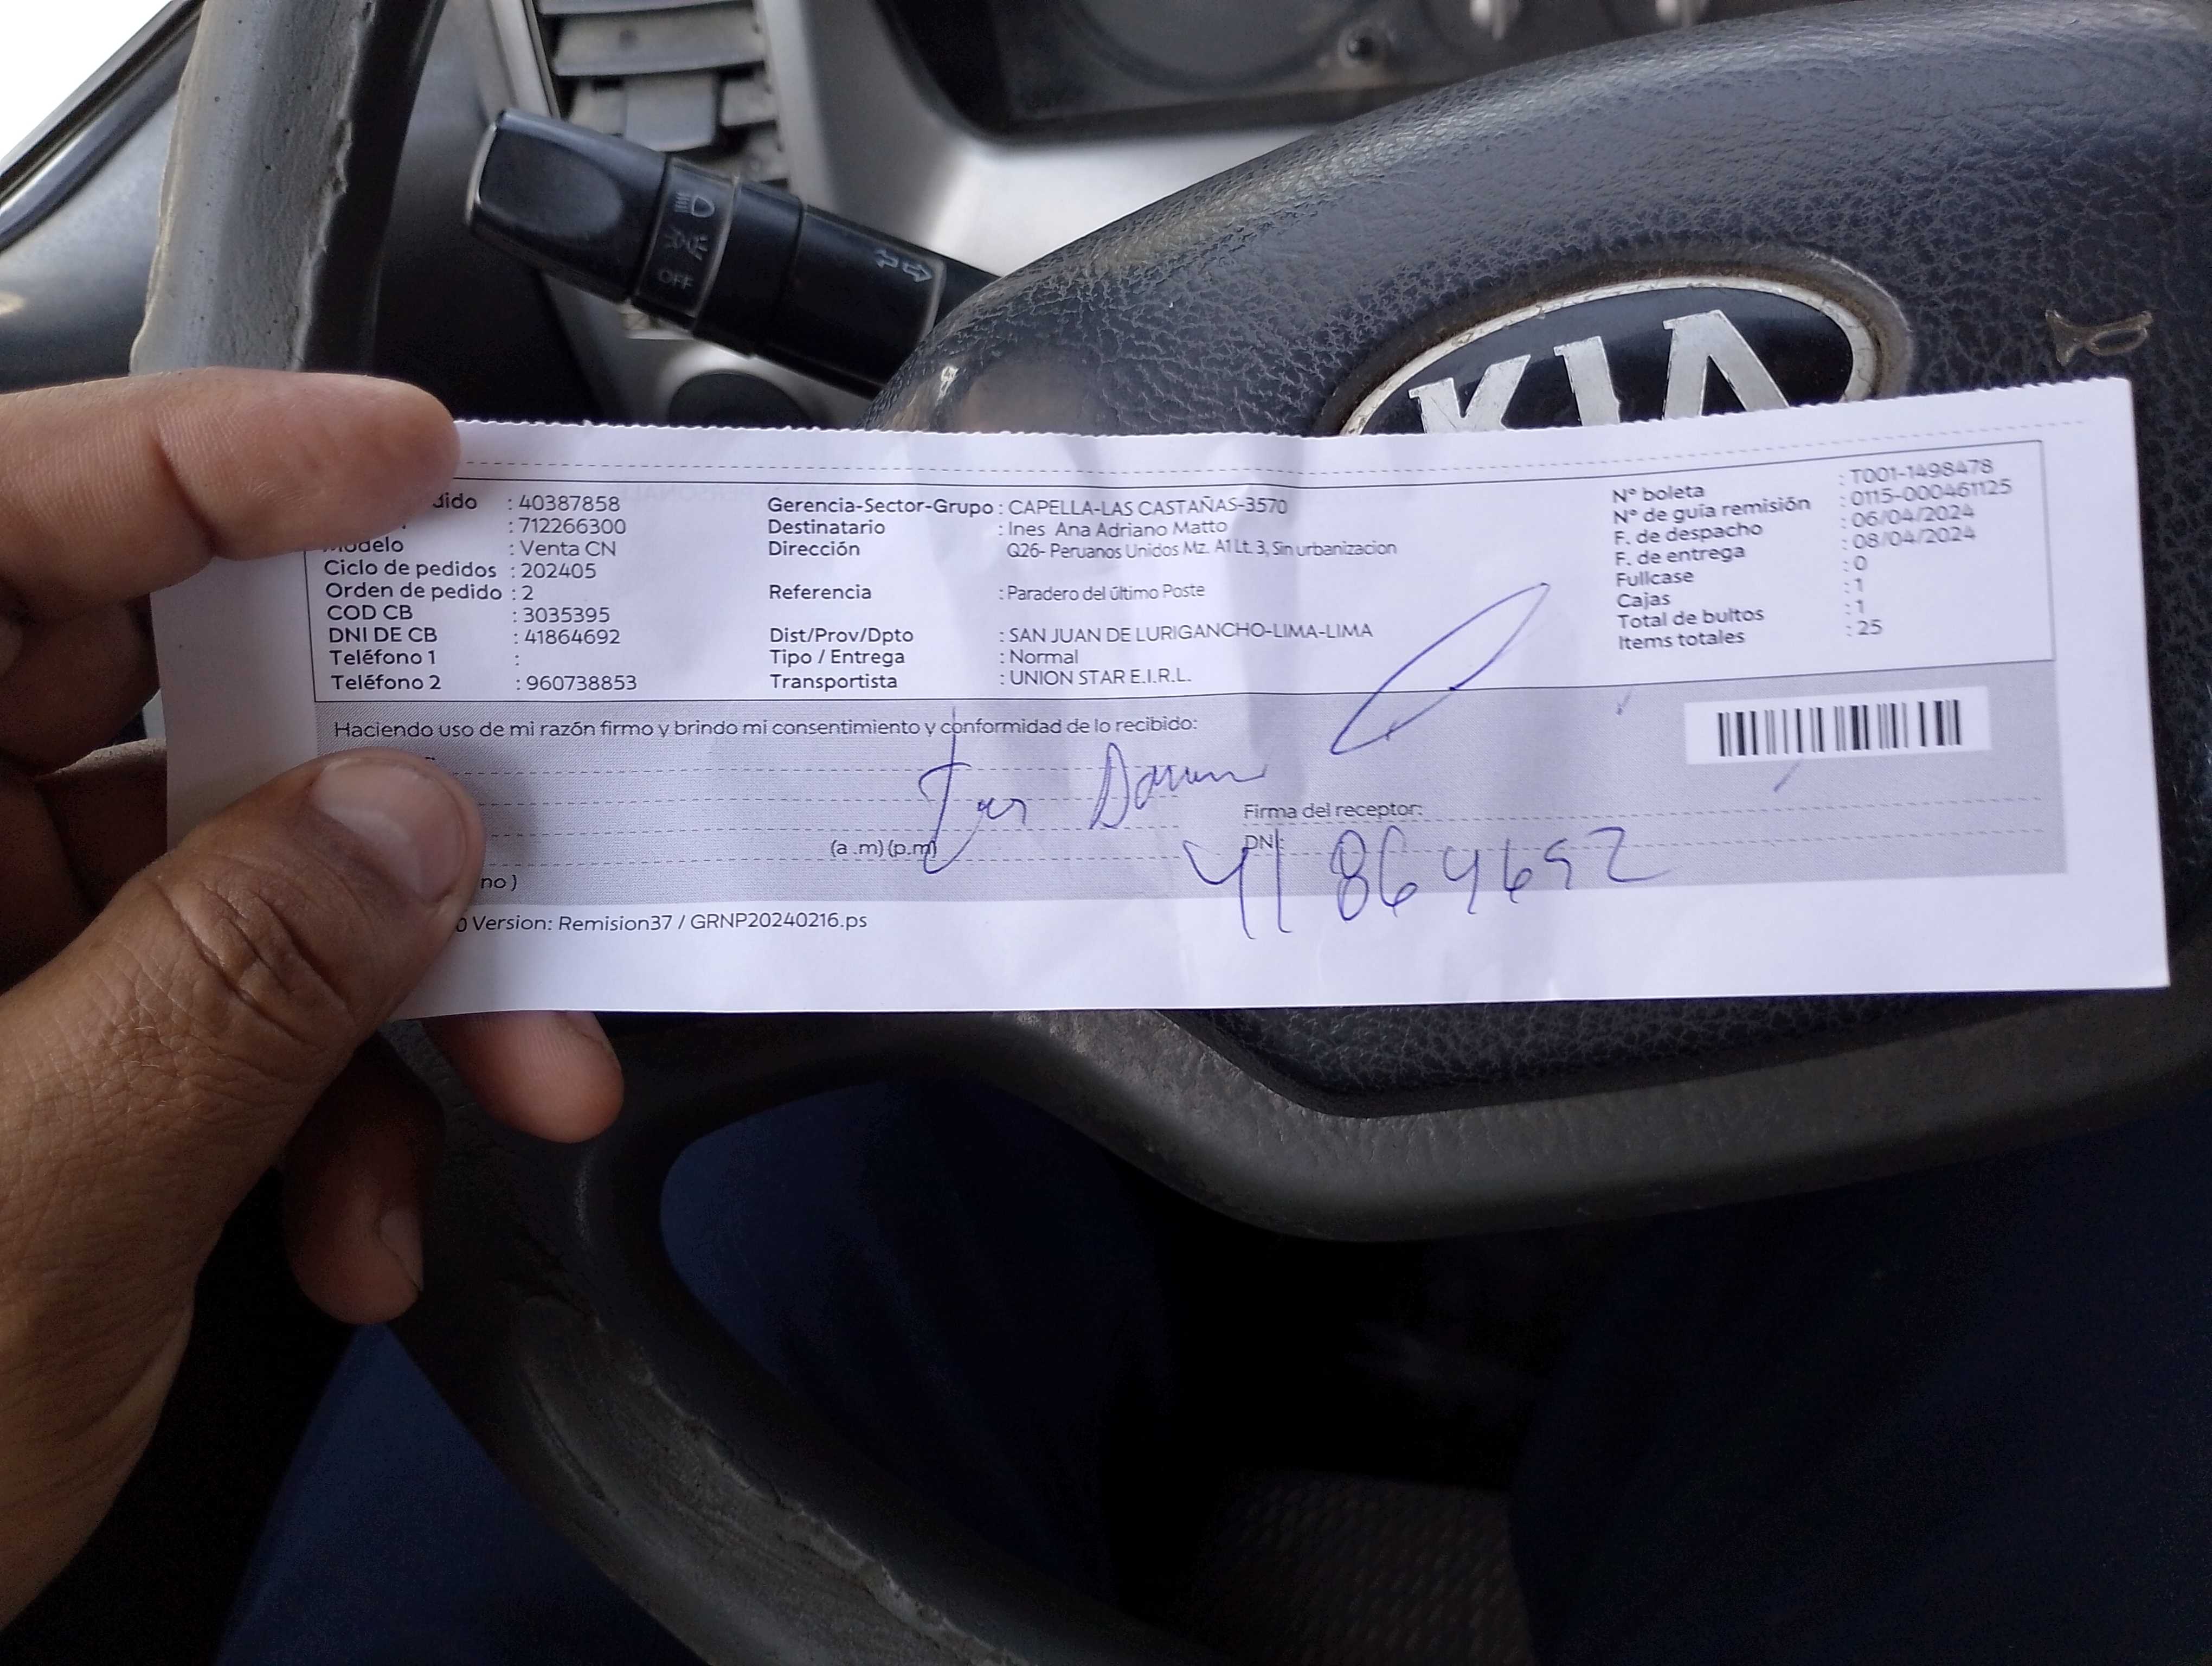 OFF
KIA
dido : 40387858
: 712266300
Modelo : Venta CN
Ciclo de pedidos : 202405
Orden de pedido : 2
COD CB : 3035395
DNI DE CB : 41864692
Teléfono 1 :
Teléfono 2 : 960738853
Gerencia-Sector-Grupo : CAPELLA-LAS CASTAÑAS-3570
Destinatario : Ines Ana Adriano Matto
Dirección Q26- Peruanos Unidos Mz. A1 Lt. 3, Sin urbanizacion
Referencia : Paradero del último Poste
Dist/Prov/Dpto : SAN JUAN DE LURIGANCHO-LIMA-LIMA
Tipo / Entrega : Normal
Transportista : UNION STAR E.I.R.L.
N° boleta : T001-1498478
N° de guía remisión : 0115-000461125
F. de despacho : 06/04/2024
F. de entrega : 08/04/2024
Fullcase : 0
Cajas : 1
Total de bultos : 1
Items totales : 25
Haciendo uso de mi razón firmo y brindo mi consentimiento y conformidad de lo recibido:
Firma del receptor:
(a .m) (p.m)
DNI: 41864692
no )
0 Version: Remision37 / GRNP20240216.ps